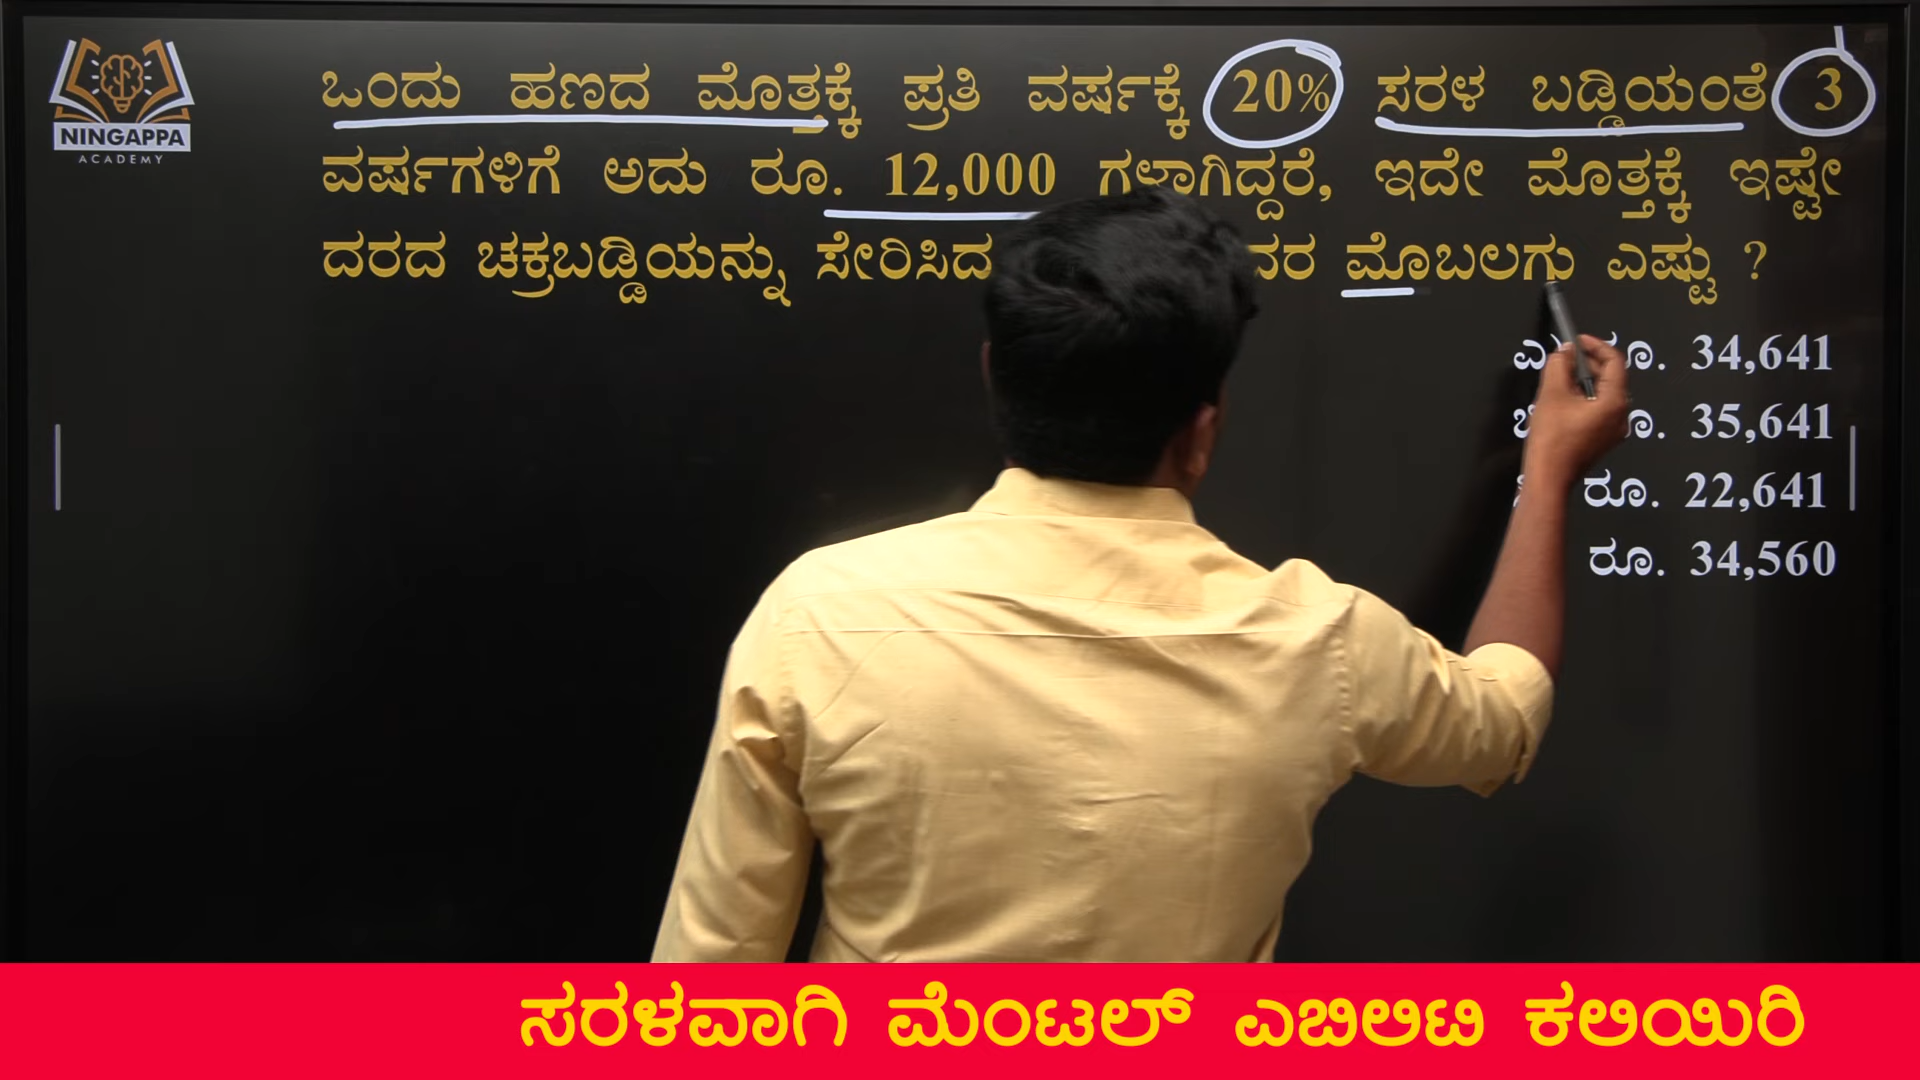 NINGAPPA
ACADEMY
ಒಂದು ಹಣದ ಮೊತ್ತಕ್ಕೆ ಪ್ರತಿ ವರ್ಷಕ್ಕೆ 20% ಸರಳ ಬಡ್ಡಿಯಂತೆ 3
ವರ್ಷಗಳಿಗೆ ಅದು ರೂ. 12,000 ಗಳಾಗಿದ್ದರೆ, ಇದೇ ಮೊತ್ತಕ್ಕೆ ಇಷ್ಟೇ
ದರದ ಚಕ್ರಬಡ್ಡಿಯನ್ನು ಸೇರಿಸಿದ ಮೊಬಲಗು ಎಷ್ಟು ?
ರೂ. 34,641
35,641
ರೂ. 22,641
ರೂ. 34,560
ಸರಳವಾಗಿ ಮೆಂಟಲ್ ಎಬಿಲಿಟಿ ಕಲಿಯಿರಿ